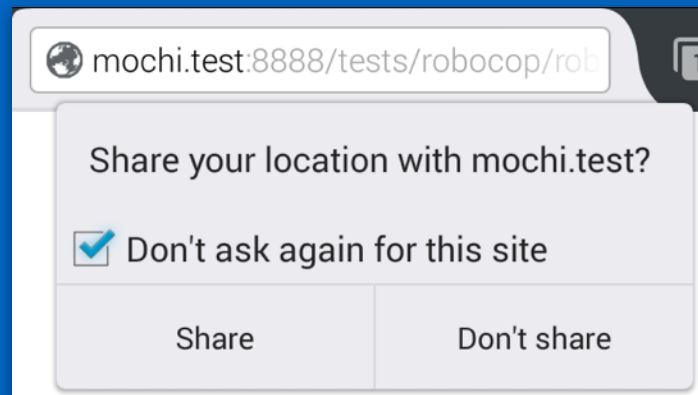 mochi.test:8888/tests/robocop/rob
Share your location with mochi.test?
Don't ask again for this site
Share
Don't share